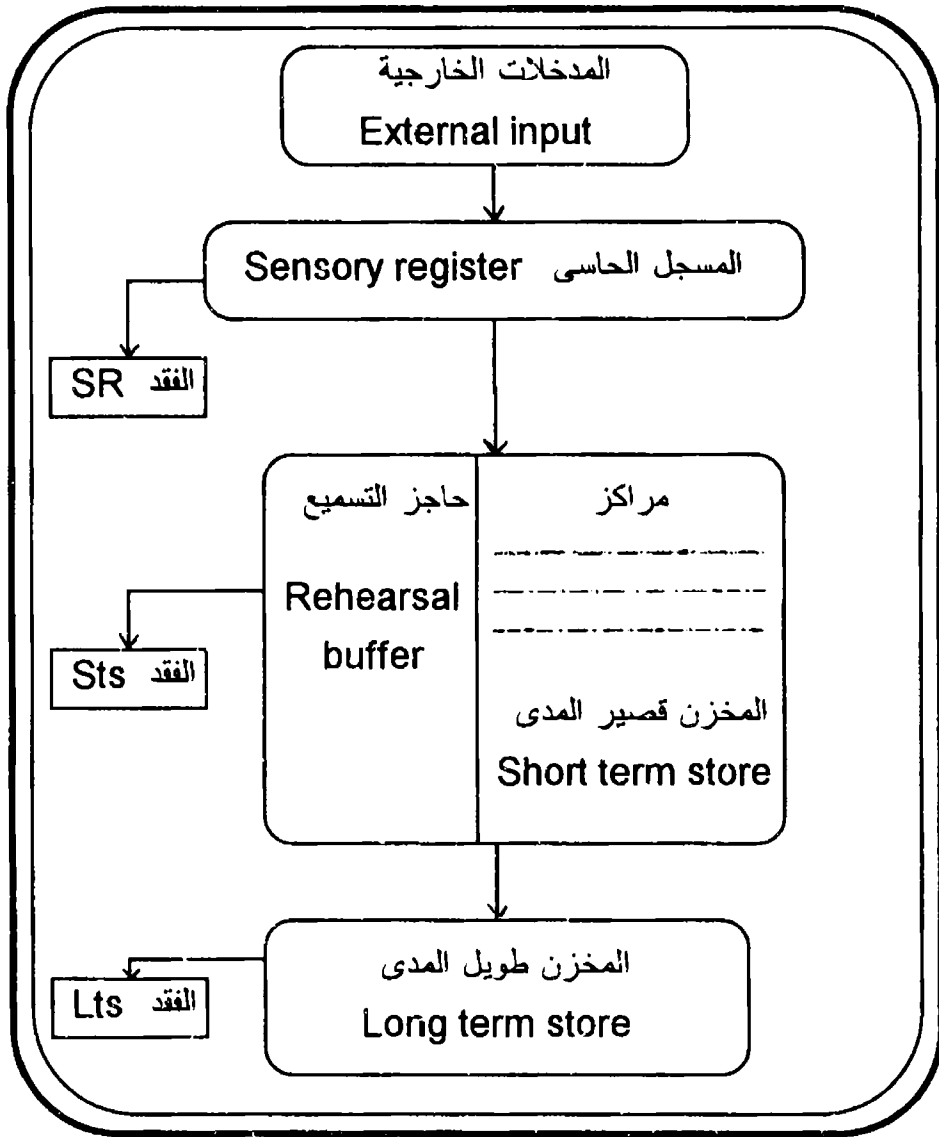 المدخلات الخارجية
External input
Sensory register المسجل الحاسى
الفقد SR
حاجز التسميع
Rehearsal
buffer
مراكز
المخزن قصير المدى
Short term store
الفقد Sts
المخزن طويل المدى
Long term store
الفقد Lts